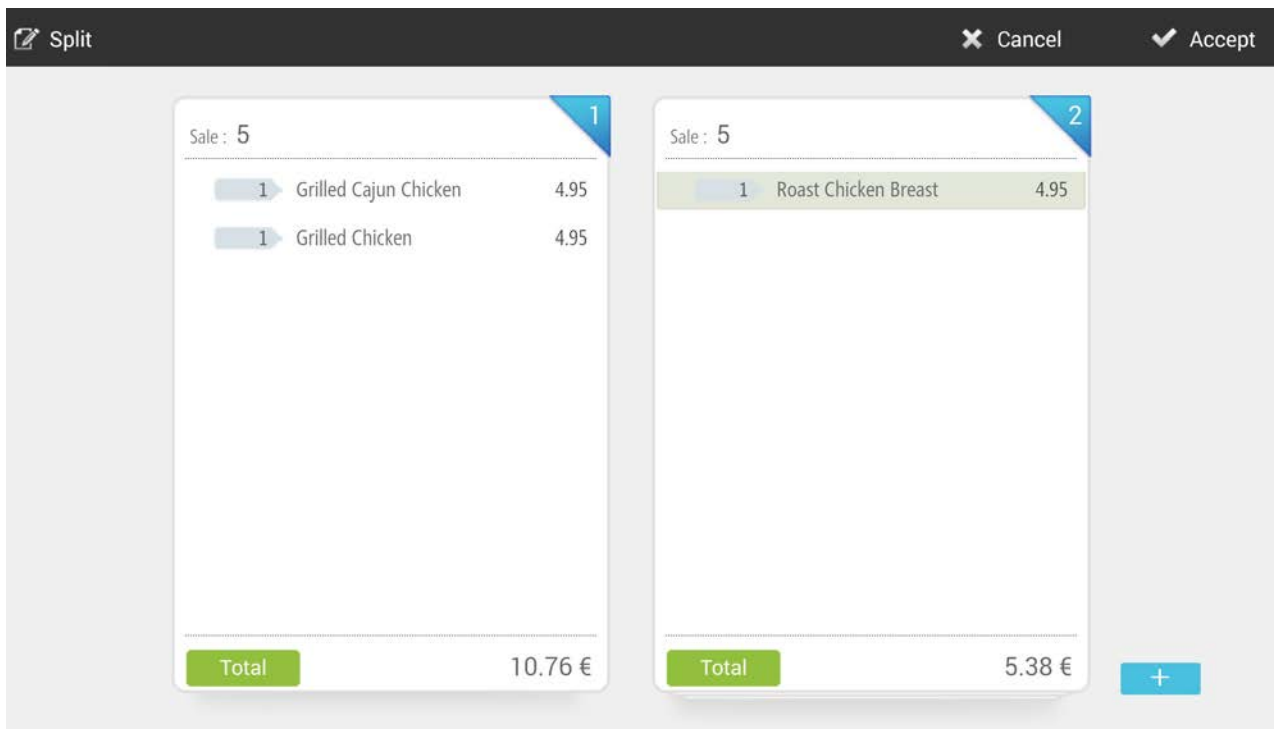 Split
Cancel
Accept
1
Sale : 5
1 Grilled Cajun Chicken 4.95
1 Grilled Chicken 4.95
Total 10.76 €
2
Sale : 5
1 Roast Chicken Breast 4.95
Total 5.38 €
+